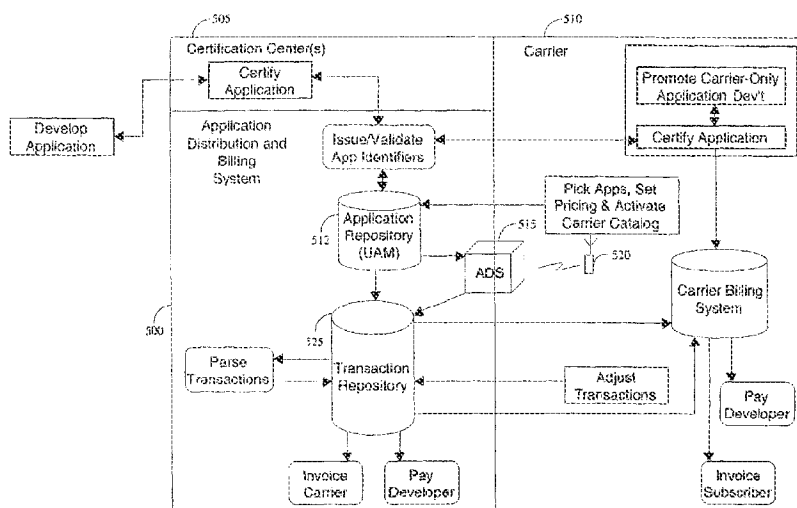 505
510
Certification Center(s)
Carrier
Certify
Application
Promote Carrier-Only
Application Dev't
Develop
Application
Application
Distribution and
Billing
System
Issue/Validate
App Identifiers
Certify Application
Pick Apps, Set
Pricing & Activate
Carrier Catalog
512
Application
Repository
(UAM)
515
ADS
520
Carrier Billing
System
500
525
Parse
Transactions
Transaction
Repository
Adjust
Transactions
Pay
Developer
Invoice
Carrier
Pay
Developer
Invoice
Subscriber